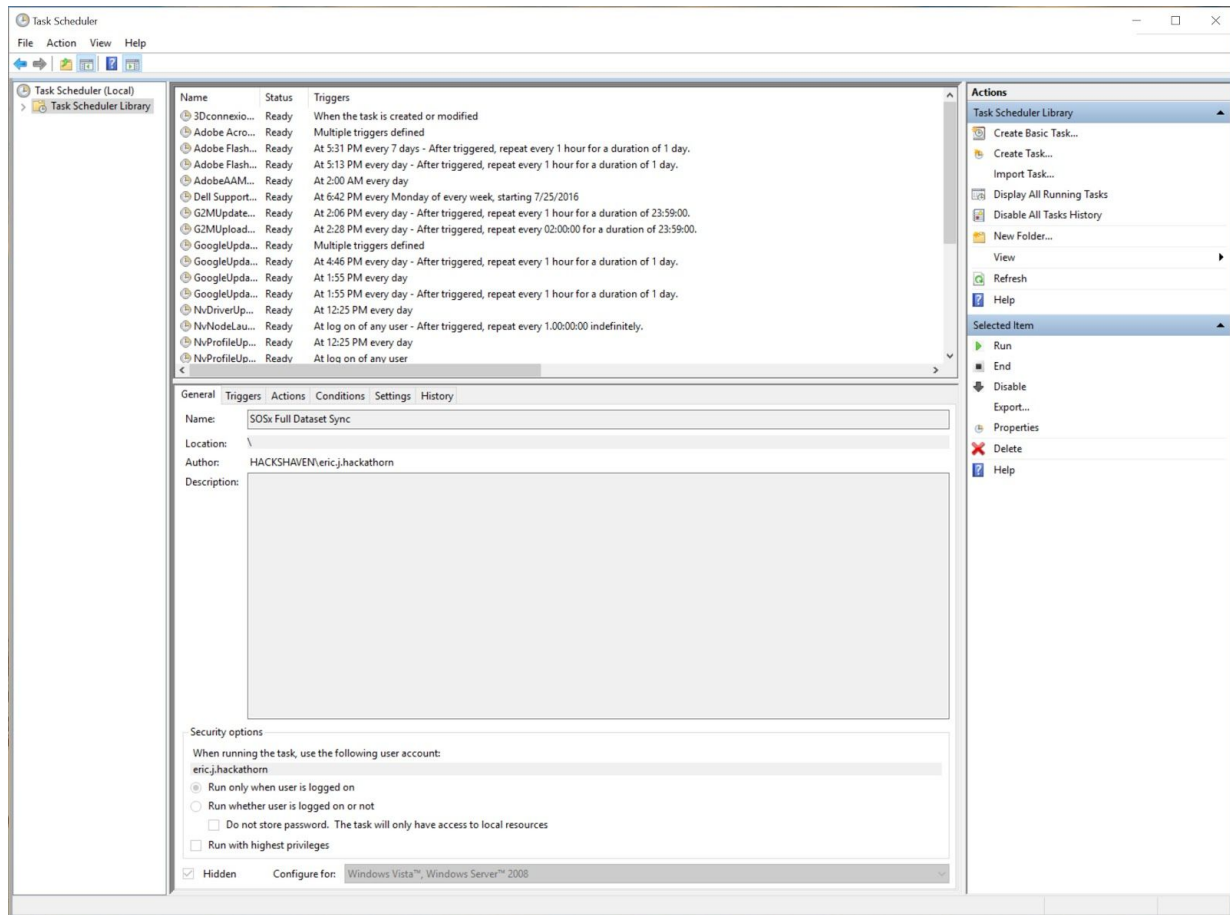 Task Scheduler
File Action View Help
Task Scheduler (Local)
Task Scheduler Library
Name Status Triggers
3Dconnexio... Ready When the task is created or modified
Adobe Acro... Ready Multiple triggers defined
Adobe Flash... Ready At 5:31 PM every 7 days - After triggered, repeat every 1 hour for a duration of 1 day.
Adobe Flash... Ready At 5:13 PM every day - After triggered, repeat every 1 hour for a duration of 1 day.
AdobeAAM... Ready At 2:00 AM every day
Dell Support... Ready At 6:42 PM every Monday of every week, starting 7/25/2016
G2MUpdate... Ready At 2:06 PM every day - After triggered, repeat every 1 hour for a duration of 23:59:00.
G2MUpload... Ready At 2:28 PM every day - After triggered, repeat every 02:00:00 for a duration of 23:59:00.
GoogleUpda... Ready Multiple triggers defined
GoogleUpda... Ready At 4:46 PM every day - After triggered, repeat every 1 hour for a duration of 1 day.
GoogleUpda... Ready At 1:55 PM every day
GoogleUpda... Ready At 1:55 PM every day - After triggered, repeat every 1 hour for a duration of 1 day.
NvDriverUp... Ready At 12:25 PM every day
NvNodeLau... Ready At log on of any user - After triggered, repeat every 1.00:00:00 indefinitely.
NvProfileUp... Ready At 12:25 PM every day
NvProfileUp... Ready At log on of any user
General Triggers Actions Conditions Settings History
Name: SOSx Full Dataset Sync
Location: \
Author: HACKSHAVEN\eric.j.hackathorn
Description:
Security options
When running the task, use the following user account:
eric.j.hackathorn
Run only when user is logged on
Run whether user is logged on or not
Do not store password. The task will only have access to local resources
Run with highest privileges
Hidden Configure for: Windows Vista™, Windows Server™ 2008
Actions
Task Scheduler Library
Create Basic Task...
Create Task...
Import Task...
Display All Running Tasks
Disable All Tasks History
New Folder...
View
Refresh
Help
Selected Item
Run
End
Disable
Export...
Properties
Delete
Help